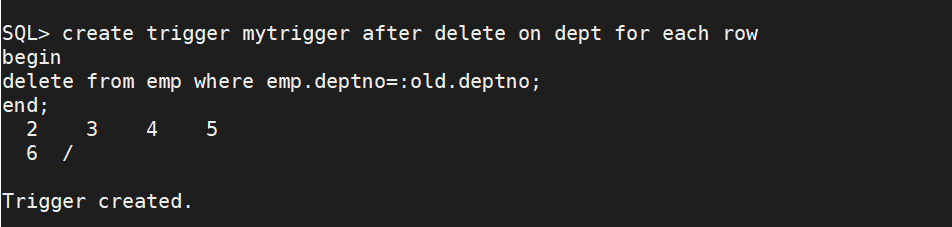 SQL> create trigger mytrigger after delete on dept for each row
begin
delete from emp where emp.deptno=:old.deptno;
end;
  2    3    4    5
  6  /
Trigger created.